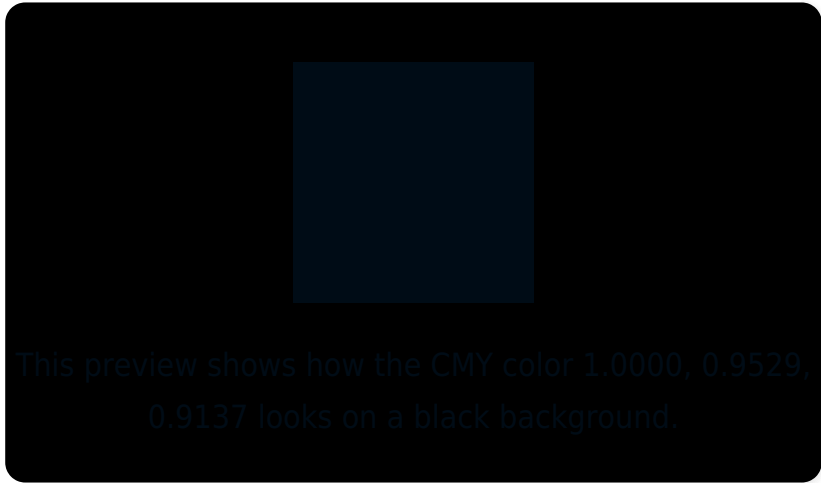 This preview shows how the CMY color 1.0000, 0.9529,
0.9137 looks on a black background.